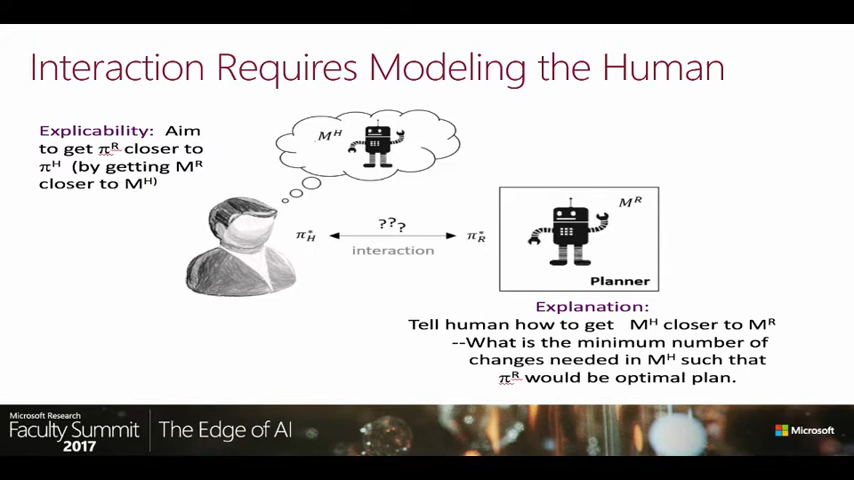 Interaction Requires Modeling the Human
Explicability: Aim
to get πᴿ closer to
πᴴ (by getting Mᴿ
closer to Mᴴ)
Mᴴ
π*_H
???
interaction
π*_R
Mᴿ
Planner
Explanation:
Tell human how to get Mᴴ closer to Mᴿ
--What is the minimum number of
changes needed in Mᴴ such that
πᴿ would be optimal plan.
Microsoft Research
Faculty Summit
2017
The Edge of AI
Microsoft